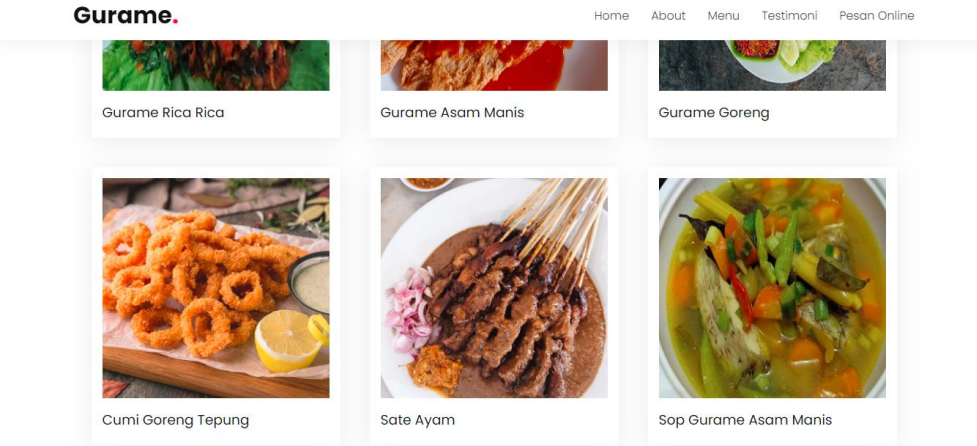 Gurame.
Home About Menu Testimoni Pesan Online
Gurame Rica Rica
Gurame Asam Manis
Gurame Goreng
Cumi Goreng Tepung
Sate Ayam
Sop Gurame Asam Manis